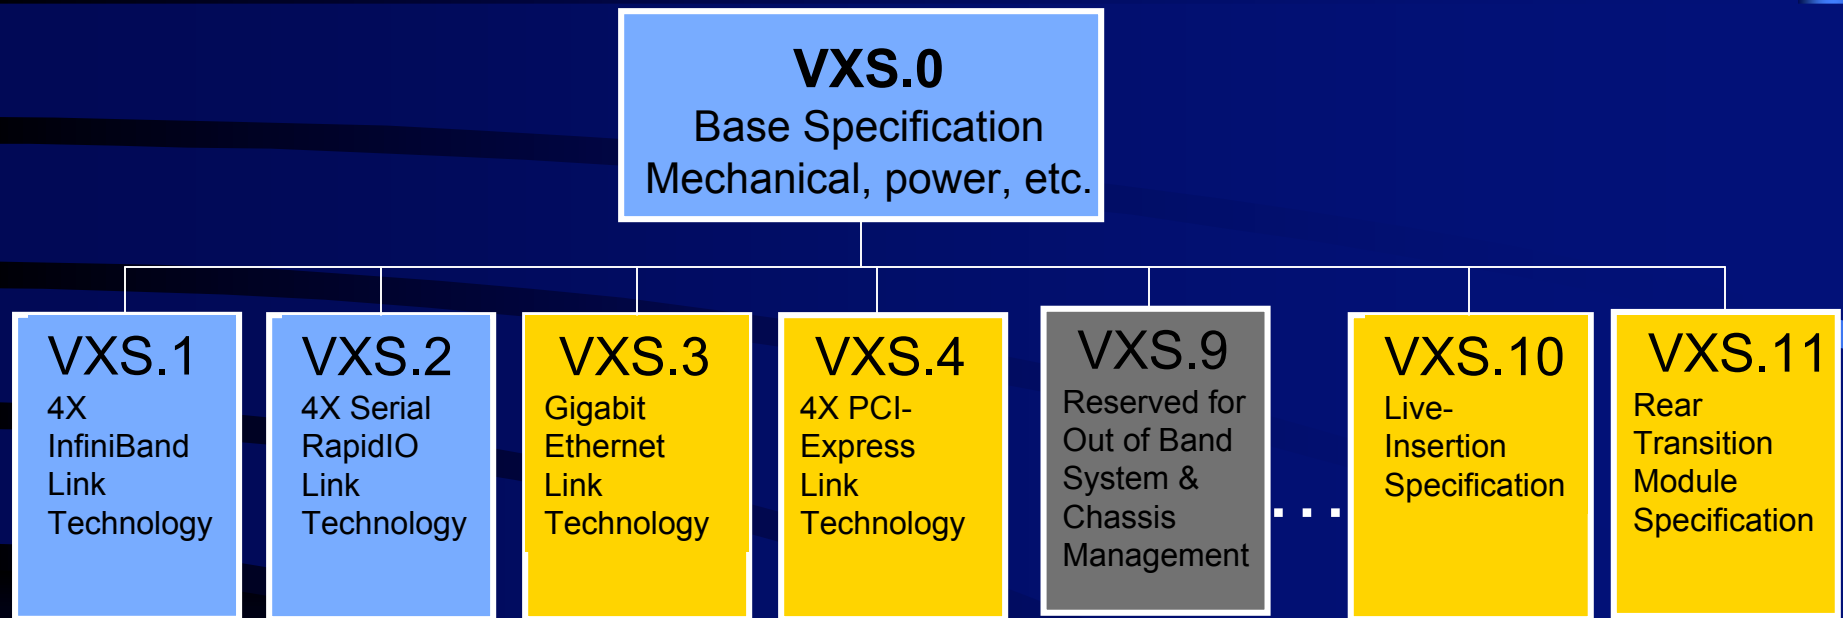 VXS.0
Base Specification
Mechanical, power, etc.
VXS.1
4X
InfiniBand
Link
Technology
VXS.2
4X Serial
RapidIO
Link
Technology
VXS.3
Gigabit
Ethernet
Link
Technology
VXS.4
4X PCI-
Express
Link
Technology
VXS.9
Reserved for
Out of Band
System &
Chassis
Management
...
VXS.10
Live-
Insertion
Specification
VXS.11
Rear
Transition
Module
Specification